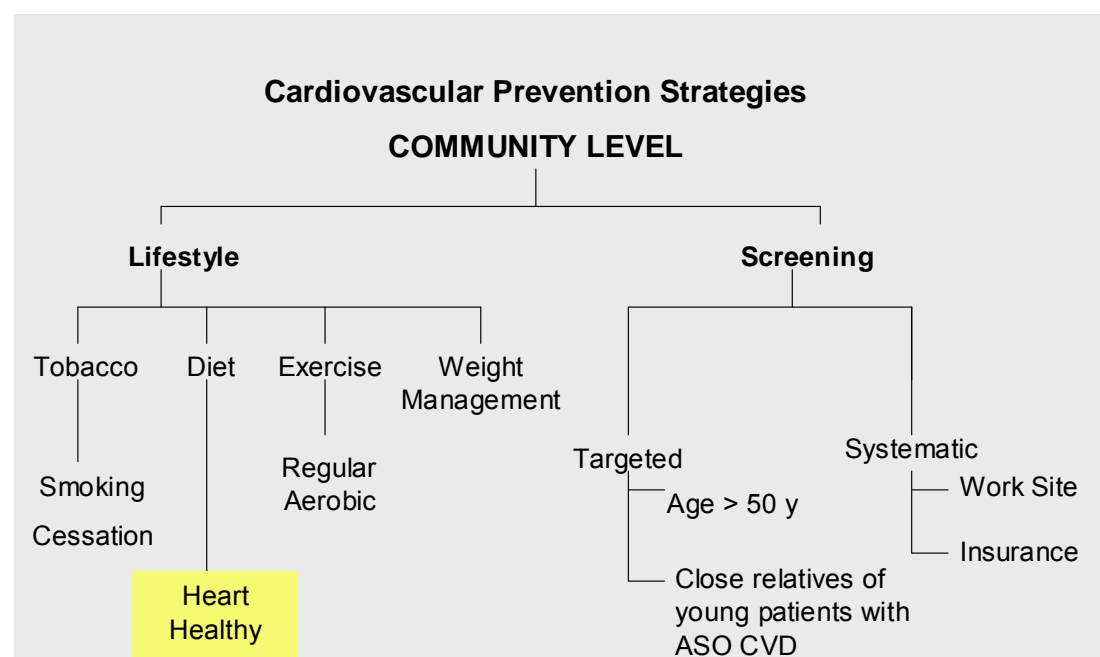 Cardiovascular Prevention Strategies
COMMUNITY LEVEL
Lifestyle
Screening
Tobacco
Diet
Exercise
Weight
Management
Smoking
Cessation
Heart
Healthy
Regular
Aerobic
Targeted
Age > 50 y
Close relatives of
young patients with
ASO CVD
Systematic
Work Site
Insurance